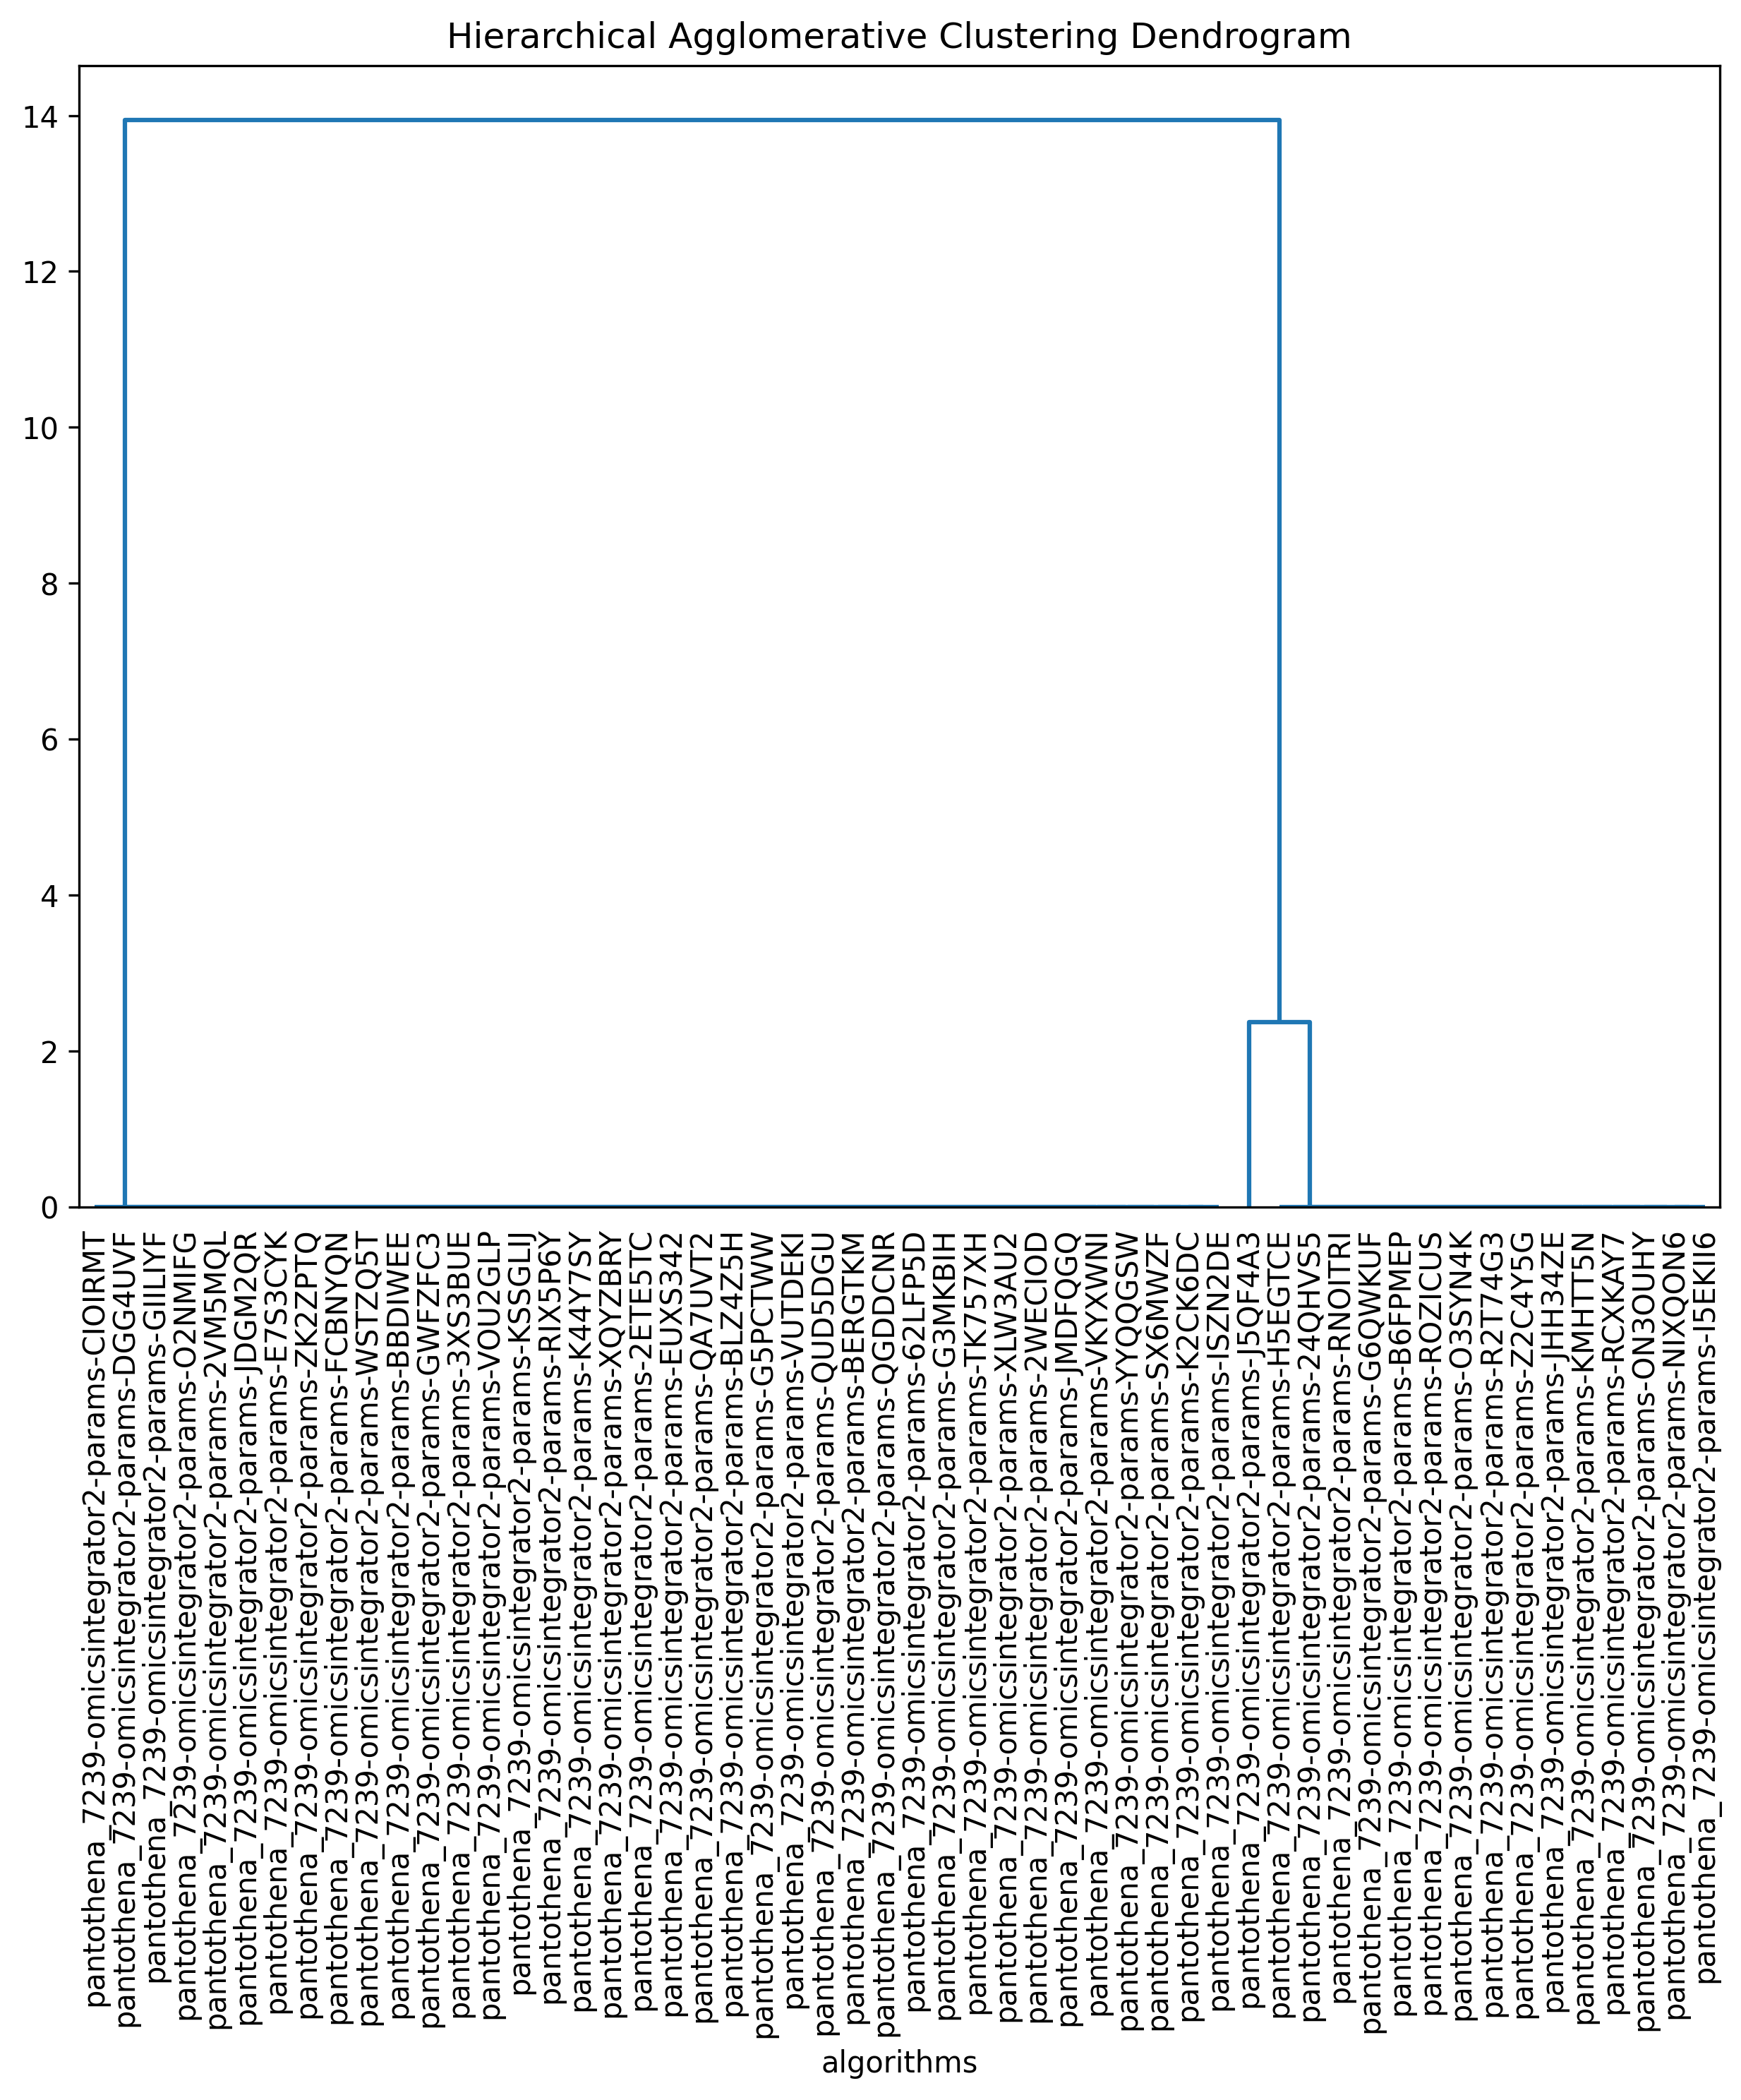 Hierarchical Agglomerative Clustering Dendrogram
14
12
10
8
6
4
2
0
pantothena_7239-omicsintegrator2-params-CIOIRMT
pantothena_7239-omicsintegrator2-params-DGG4UVF
pantothena_7239-omicsintegrator2-params-GIILIYF
pantothena_7239-omicsintegrator2-params-O2NMIFG
pantothena_7239-omicsintegrator2-params-2VM5MQL
pantothena_7239-omicsintegrator2-params-JDGM2QR
pantothena_7239-omicsintegrator2-params-E7S3CYK
pantothena_7239-omicsintegrator2-params-ZK2ZPTQ
pantothena_7239-omicsintegrator2-params-FCBNYQN
pantothena_7239-omicsintegrator2-params-WSTZQ5T
pantothena_7239-omicsintegrator2-params-BBDIWEE
pantothena_7239-omicsintegrator2-params-GWFZFC3
pantothena_7239-omicsintegrator2-params-3XS3BUE
pantothena_7239-omicsintegrator2-params-VOU2GLP
pantothena_7239-omicsintegrator2-params-KSSGLIJ
pantothena_7239-omicsintegrator2-params-RIX5P6Y
pantothena_7239-omicsintegrator2-params-K44Y7SY
pantothena_7239-omicsintegrator2-params-XQYZBRY
pantothena_7239-omicsintegrator2-params-2ETE5TC
pantothena_7239-omicsintegrator2-params-EUXS342
pantothena_7239-omicsintegrator2-params-QA7UVT2
pantothena_7239-omicsintegrator2-params-BLZ4Z5H
pantothena_7239-omicsintegrator2-params-G5PCTWW
pantothena_7239-omicsintegrator2-params-VUTDEKI
pantothena_7239-omicsintegrator2-params-QUD5DGU
pantothena_7239-omicsintegrator2-params-BERGTKM
pantothena_7239-omicsintegrator2-params-QGDDCNR
pantothena_7239-omicsintegrator2-params-62LFP5D
pantothena_7239-omicsintegrator2-params-G3MKBIH
pantothena_7239-omicsintegrator2-params-TK757XH
pantothena_7239-omicsintegrator2-params-XLW3AU2
pantothena_7239-omicsintegrator2-params-2WECIOD
pantothena_7239-omicsintegrator2-params-JMDFQGQ
pantothena_7239-omicsintegrator2-params-VKYXWNI
pantothena_7239-omicsintegrator2-params-YYQQGSW
pantothena_7239-omicsintegrator2-params-SX6MWZF
pantothena_7239-omicsintegrator2-params-K2CK6DC
pantothena_7239-omicsintegrator2-params-ISZN2DE
pantothena_7239-omicsintegrator2-params-J5QF4A3
pantothena_7239-omicsintegrator2-params-H5EGTCE
pantothena_7239-omicsintegrator2-params-24QHVS5
pantothena_7239-omicsintegrator2-params-RNOITRI
pantothena_7239-omicsintegrator2-params-G6QWKUF
pantothena_7239-omicsintegrator2-params-B6FPMEP
pantothena_7239-omicsintegrator2-params-ROZICUS
pantothena_7239-omicsintegrator2-params-O3SYN4K
pantothena_7239-omicsintegrator2-params-R2T74G3
pantothena_7239-omicsintegrator2-params-Z2C4Y5G
pantothena_7239-omicsintegrator2-params-JHH34ZE
pantothena_7239-omicsintegrator2-params-KMHTT5N
pantothena_7239-omicsintegrator2-params-RCXKAY7
pantothena_7239-omicsintegrator2-params-ON3OUHY
pantothena_7239-omicsintegrator2-params-NIXQON6
pantothena_7239-omicsintegrator2-params-I5EKII6
algorithms